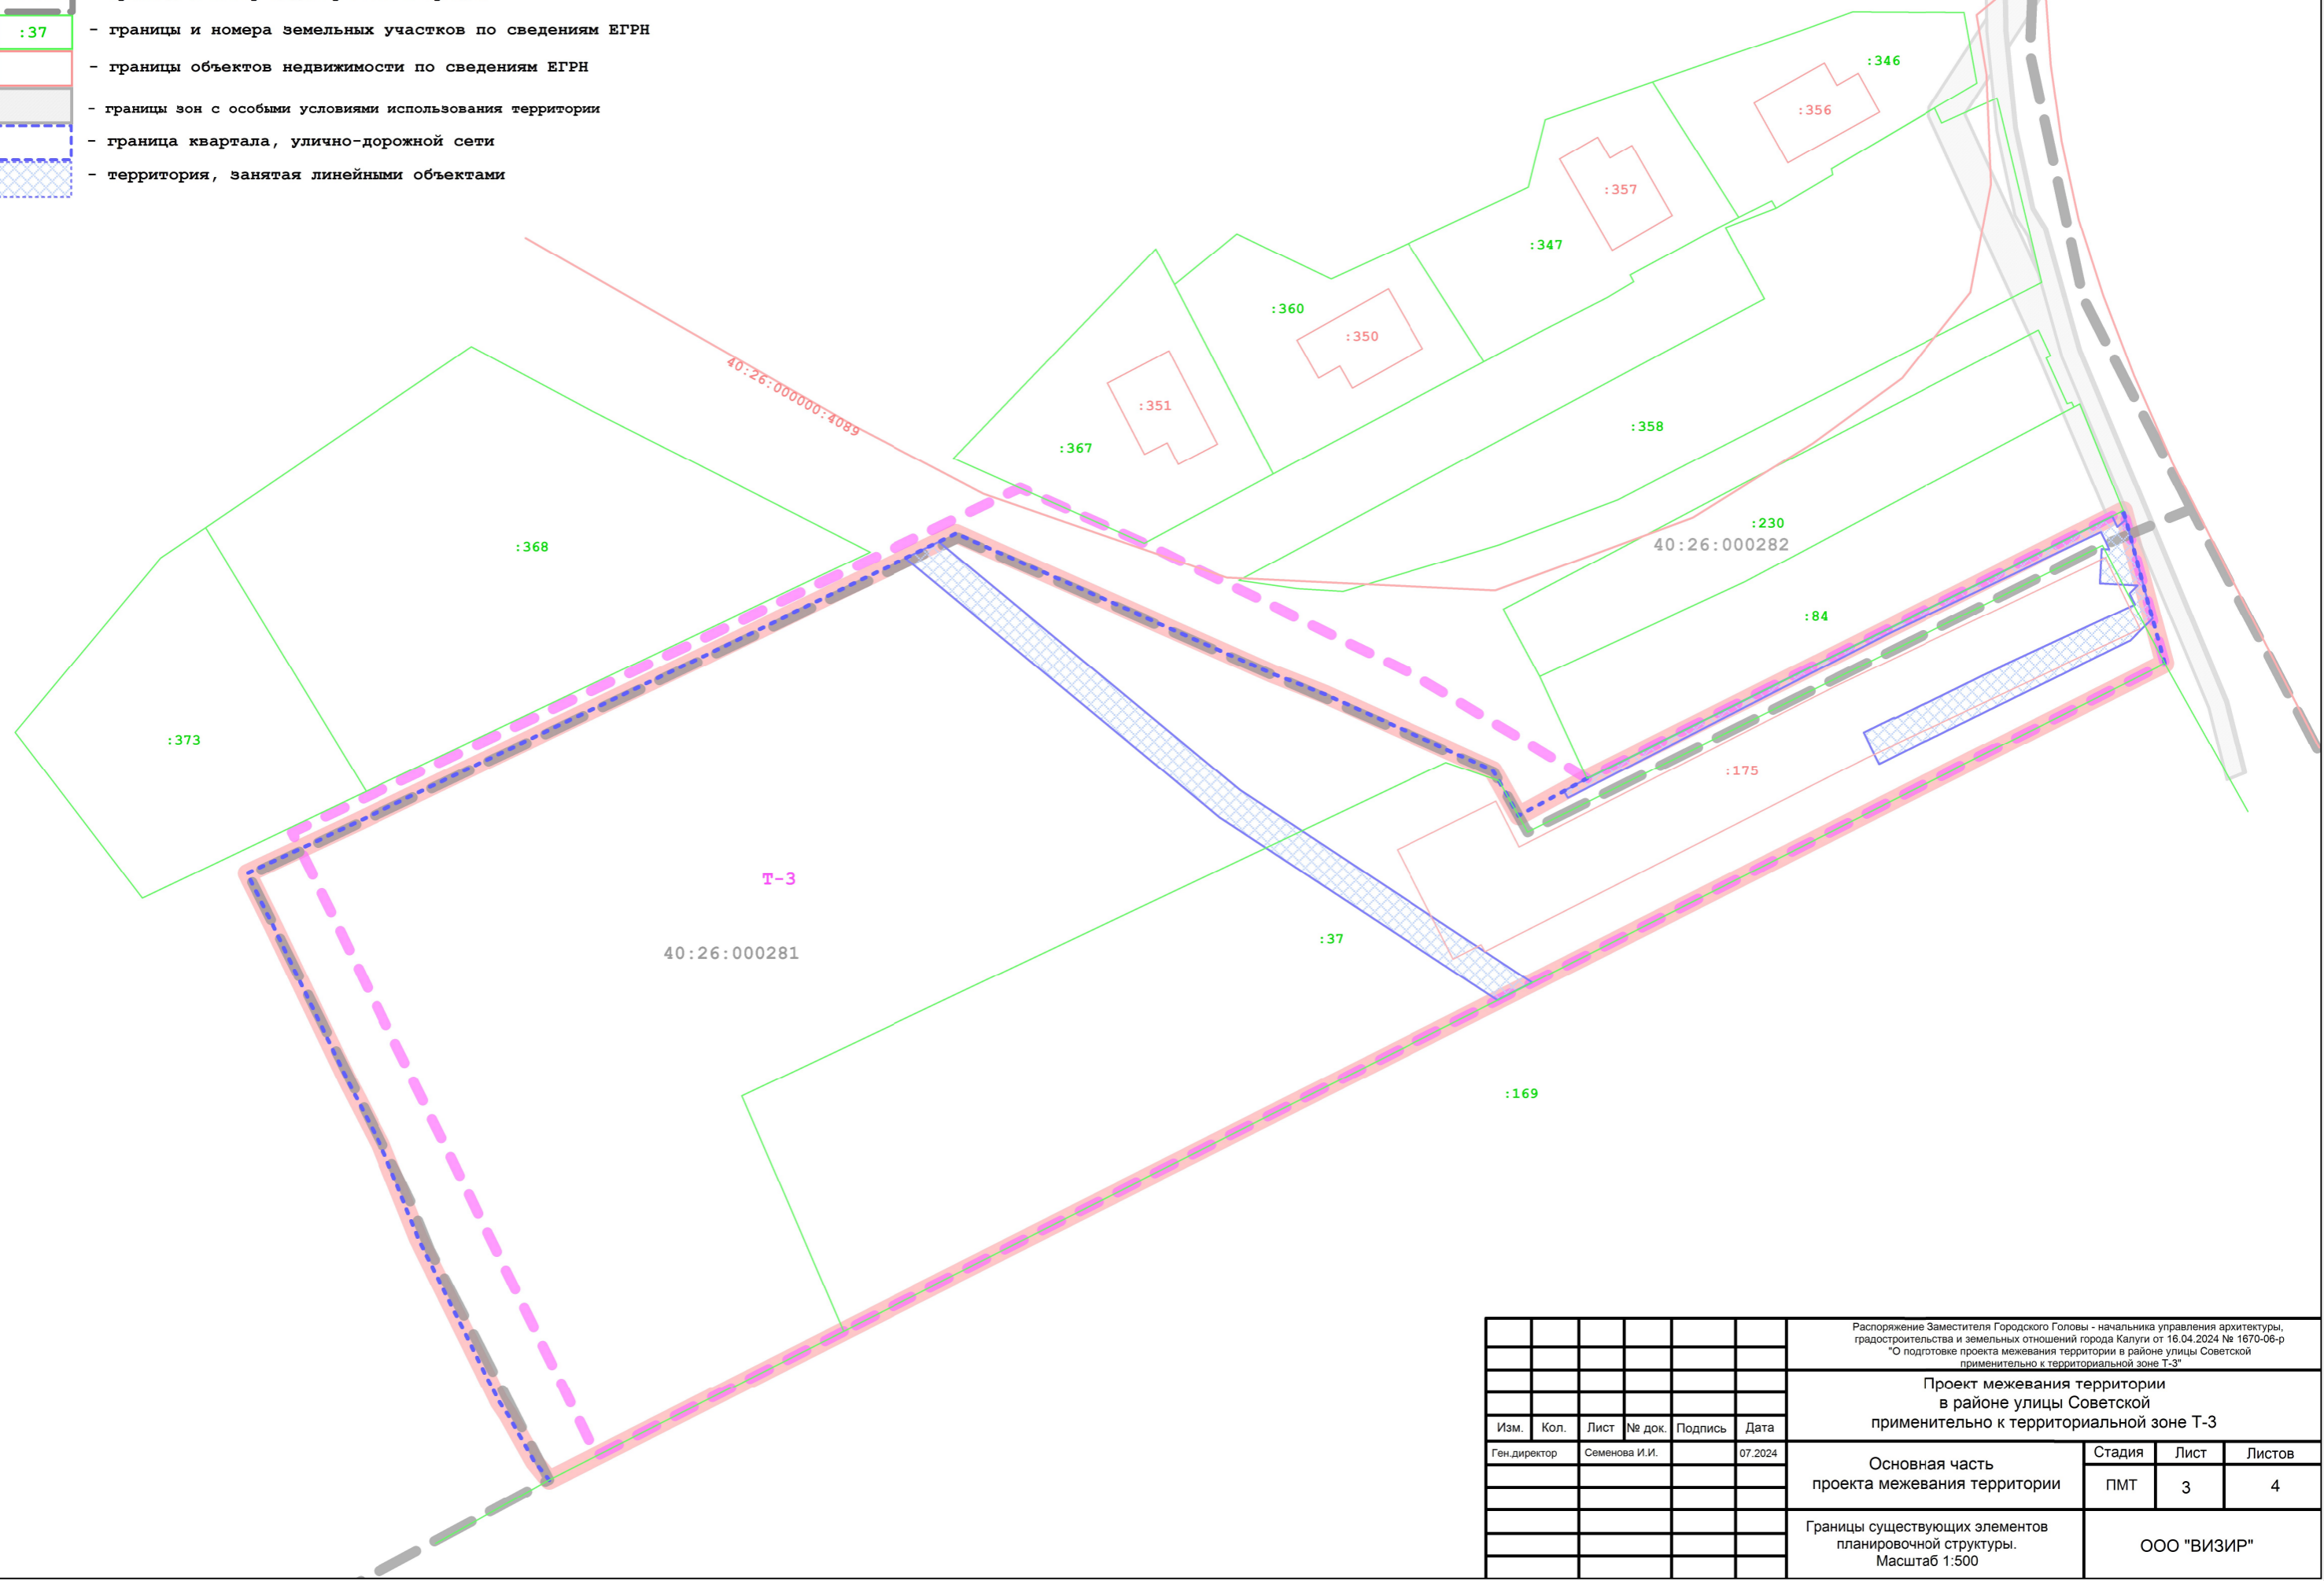 :37
- границы и номера земельных участков по сведениям ЕГРН
- границы объектов недвижимости по сведениям ЕГРН
- границы зон с особыми условиями использования территории
- граница квартала, улично-дорожной сети
- территория, занятая линейными объектами
:346
:356
:357
:347
:360
:350
40:26:000000:4089
:351
:367
:358
:368
:230
40:26:000282
:84
:373
:175
Т-3
:37
40:26:000281
:169
Распоряжение Заместителя Городского Головы - начальника управления архитектуры,
градостроительства и земельных отношений города Калуги от 16.04.2024 № 1670-06-р
"О подготовке проекта межевания территории в районе улицы Советской
применительно к территориальной зоне Т-3"
Проект межевания территории
в районе улицы Советской
применительно к территориальной зоне Т-3
Изм. Кол. Лист № док. Подпись Дата
Ген.директор Семенова И.И. 07.2024
Основная часть
проекта межевания территории
Стадия Лист Листов
ПМТ 3 4
Границы существующих элементов
планировочной структуры.
Масштаб 1:500
ООО "ВИЗИР"